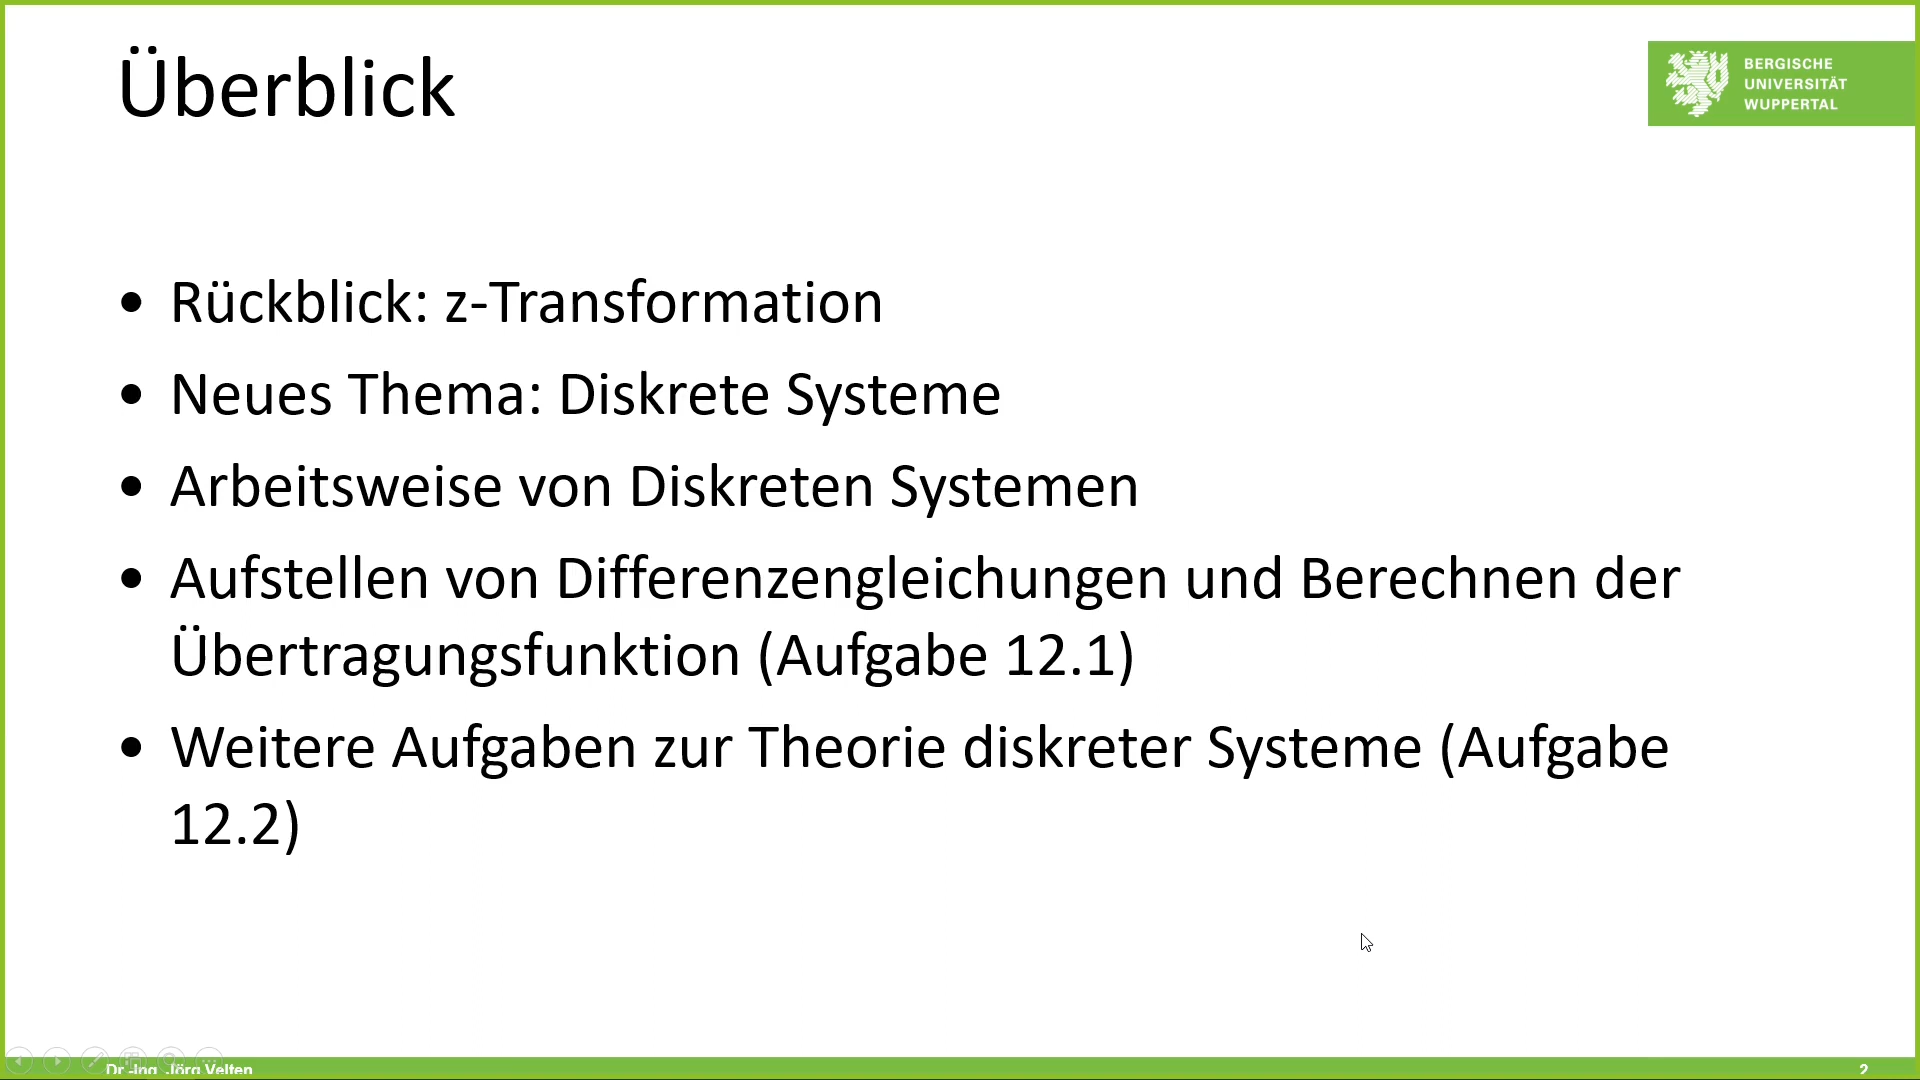 Überblick
BERGISCHE
UNIVERSITÄT
WUPPERTAL
• Rückblick: z-Transformation
• Neues Thema: Diskrete Systeme
• Arbeitsweise von Diskreten Systemen
• Aufstellen von Differenzengleichungen und Berechnen der
Übertragungsfunktion (Aufgabe 12.1)
• Weitere Aufgaben zur Theorie diskreter Systeme (Aufgabe
12.2)
Dr.-Ing. Jörg Velten
2